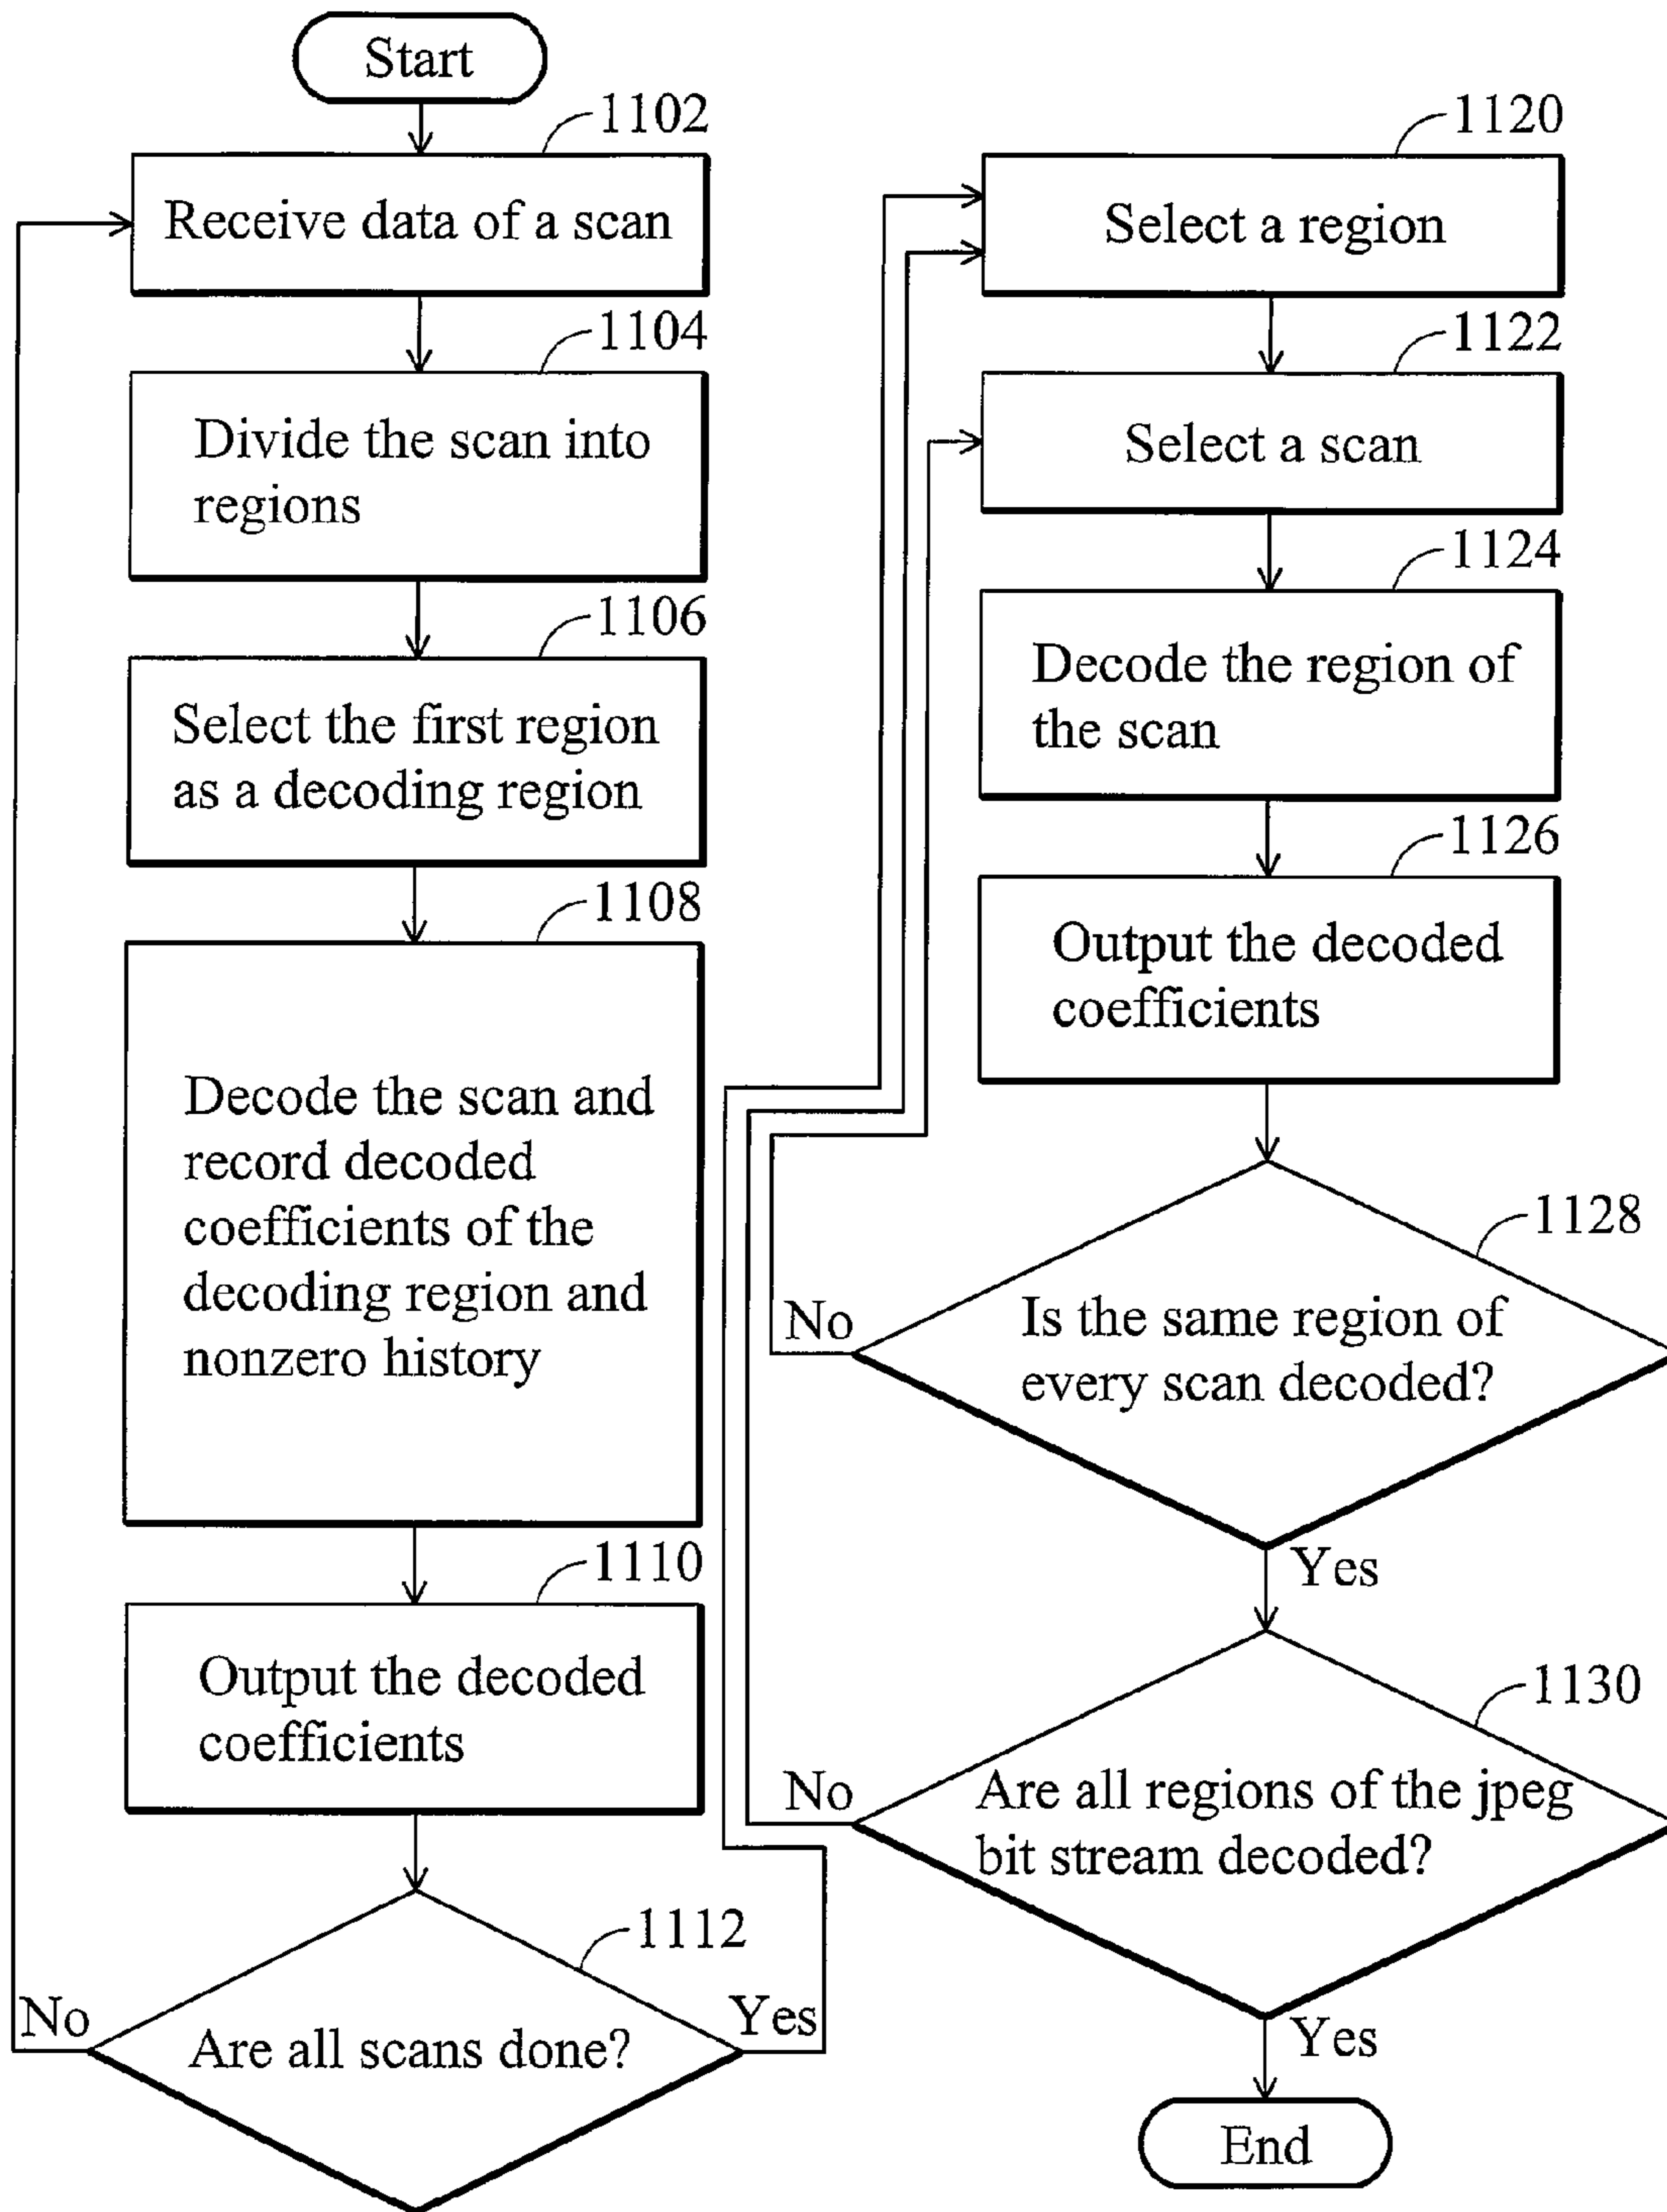 Start
1102
Receive data of a scan
1104
Divide the scan into
regions
1106
Select the first region
as a decoding region
1108
Decode the scan and
record decoded
coefficients of the
decoding region and
nonzero history
1110
Output the decoded
coefficients
1112
Are all scans done?
No
Yes
1120
Select a region
1122
Select a scan
1124
Decode the region of
the scan
1126
Output the decoded
coefficients
1128
Is the same region of
every scan decoded?
No
Yes
1130
Are all regions of the jpeg
bit stream decoded?
No
Yes
End